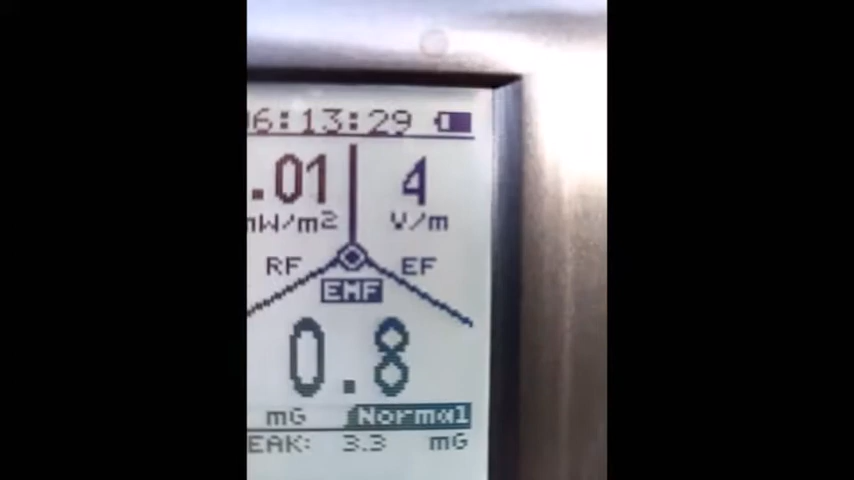 6:13:29
.01 4
mW/m2 V/m
RF EF
EMF
0.8
mG Normal
EAK: 3.3 mG